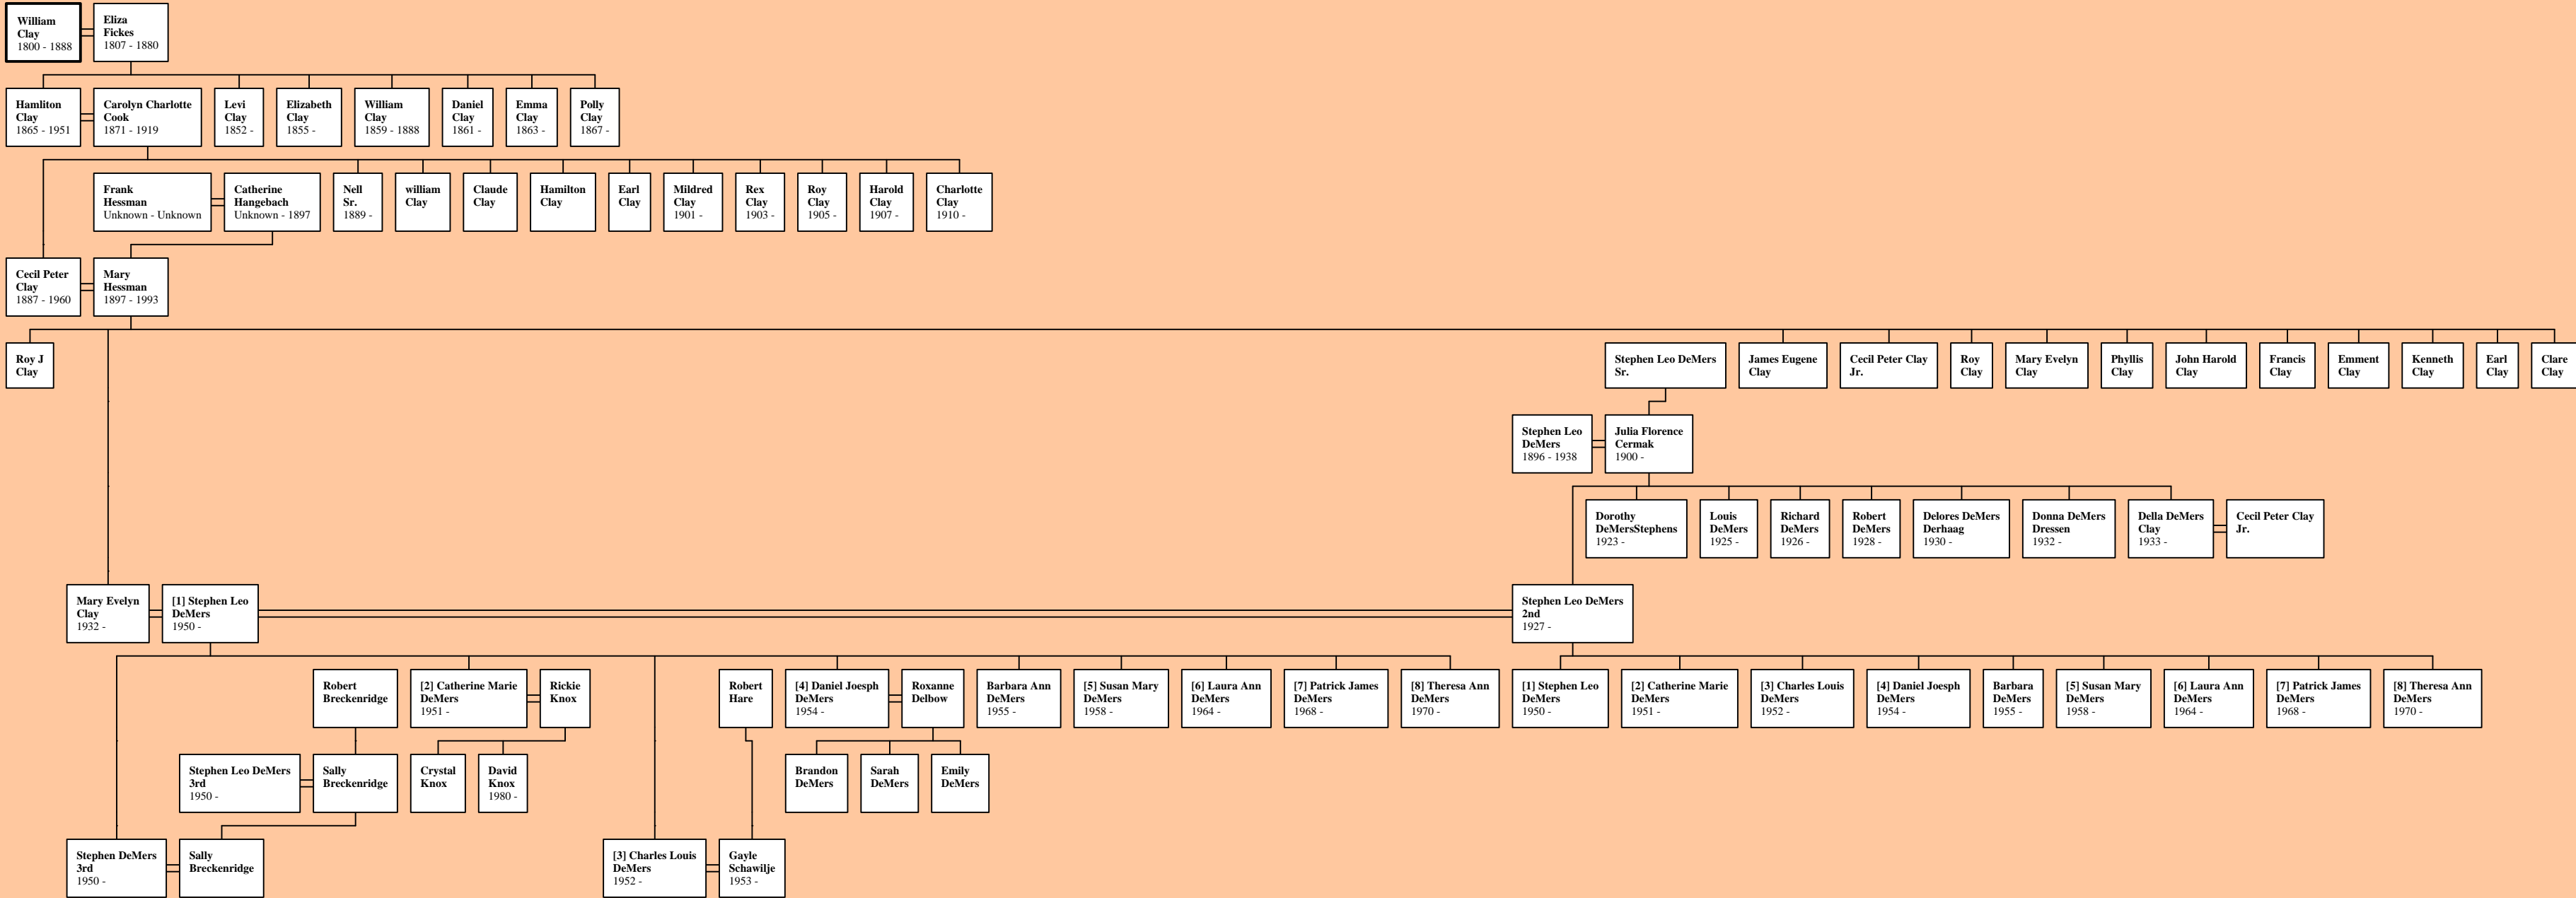 William
Clay
1800 - 1888
Eliza
Fickes
1807 - 1880
Hamliton
Clay
1865 - 1951
Carolyn Charlotte
Cook
1871 - 1919
Levi
Clay
1852 -
Elizabeth
Clay
1855 -
William
Clay
1859 - 1888
Daniel
Clay
1861 -
Emma
Clay
1863 -
Polly
Clay
1867 -
Frank
Hessman
Unknown - Unknown
Catherine
Hangebach
Unknown - 1897
Nell
Sr.
1889 -
william
Clay
Claude
Clay
Hamilton
Clay
Earl
Clay
Mildred
Clay
1901 -
Rex
Clay
1903 -
Roy
Clay
1905 -
Harold
Clay
1907 -
Charlotte
Clay
1910 -
Cecil Peter
Clay
1887 - 1960
Mary
Hessman
1897 - 1993
Roy J
Clay
Stephen Leo DeMers
Sr.
James Eugene
Clay
Cecil Peter Clay
Jr.
Roy
Clay
Mary Evelyn
Clay
Phyllis
Clay
John Harold
Clay
Francis
Clay
Emment
Clay
Kenneth
Clay
Earl
Clay
Clare
Clay
Stephen Leo
DeMers
1896 - 1938
Julia Florence
Cermak
1900 -
Dorothy
DeMersStephens
1923 -
Louis
DeMers
1925 -
Richard
DeMers
1926 -
Robert
DeMers
1928 -
Delores DeMers
Derhaag
1930 -
Donna DeMers
Dressen
1932 -
Della DeMers
Clay
1933 -
Cecil Peter Clay
Jr.
Mary Evelyn
Clay
1932 -
[1] Stephen Leo
DeMers
1950 -
Stephen Leo DeMers
2nd
1927 -
Robert
Breckenridge
[2] Catherine Marie
DeMers
1951 -
Rickie
Knox
Robert
Hare
[4] Daniel Joesph
DeMers
1954 -
Roxanne
Delbow
Barbara Ann
DeMers
1955 -
[5] Susan Mary
DeMers
1958 -
[6] Laura Ann
DeMers
1964 -
[7] Patrick James
DeMers
1968 -
[8] Theresa Ann
DeMers
1970 -
[1] Stephen Leo
DeMers
1950 -
[2] Catherine Marie
DeMers
1951 -
[3] Charles Louis
DeMers
1952 -
[4] Daniel Joesph
DeMers
1954 -
Barbara
DeMers
1955 -
[5] Susan Mary
DeMers
1958 -
[6] Laura Ann
DeMers
1964 -
[7] Patrick James
DeMers
1968 -
[8] Theresa Ann
DeMers
1970 -
Stephen Leo DeMers
3rd
1950 -
Sally
Breckenridge
Crystal
Knox
David
Knox
1980 -
Brandon
DeMers
Sarah
DeMers
Emily
DeMers
Stephen DeMers
3rd
1950 -
Sally
Breckenridge
[3] Charles Louis
DeMers
1952 -
Gayle
Schawilje
1953 -